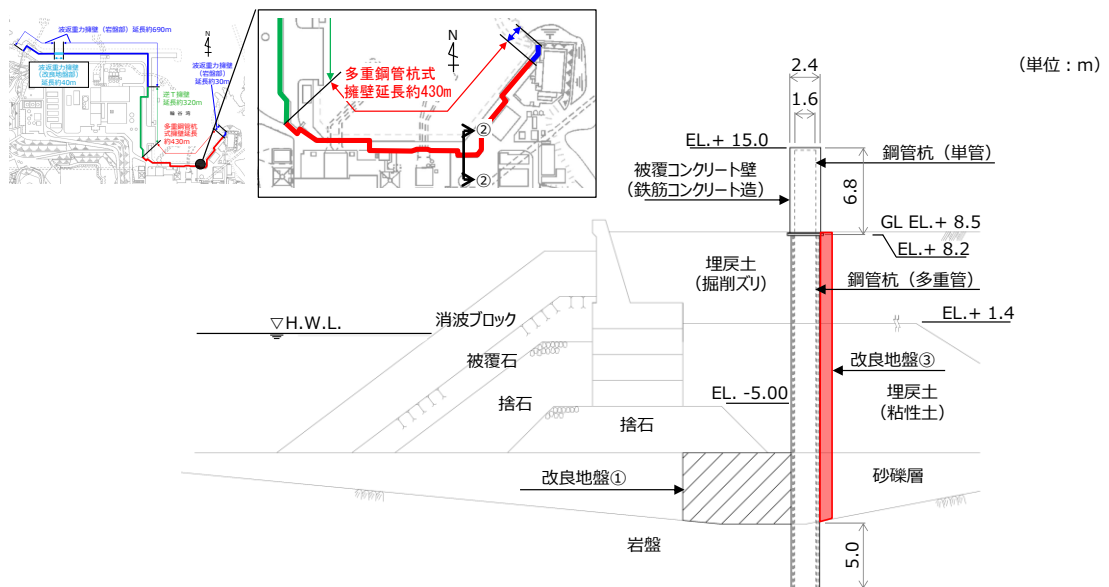 波返重力擁壁（岩盤部）延長約690m
波返重力擁壁
（改良地盤部）
延長約40m
波返重力擁壁
（岩盤部）
延長約30m
逆T擁壁
延長約320m
輪谷湾
多重鋼管杭
式擁壁延長
約430m
N
N
多重鋼管杭式
擁壁延長約430m
②
②
（単位：m）
2.4
1.6
EL.+ 15.0
鋼管杭（単管）
被覆コンクリート壁
（鉄筋コンクリート造）
6.8
GL EL.+ 8.5
EL.+ 8.2
埋戻土
（掘削ズリ）
鋼管杭（多重管）
▽H.W.L.
消波ブロック
EL.+ 1.4
被覆石
改良地盤③
捨石
EL. -5.00
埋戻土
（粘性土）
捨石
改良地盤①
砂礫層
岩盤
5.0